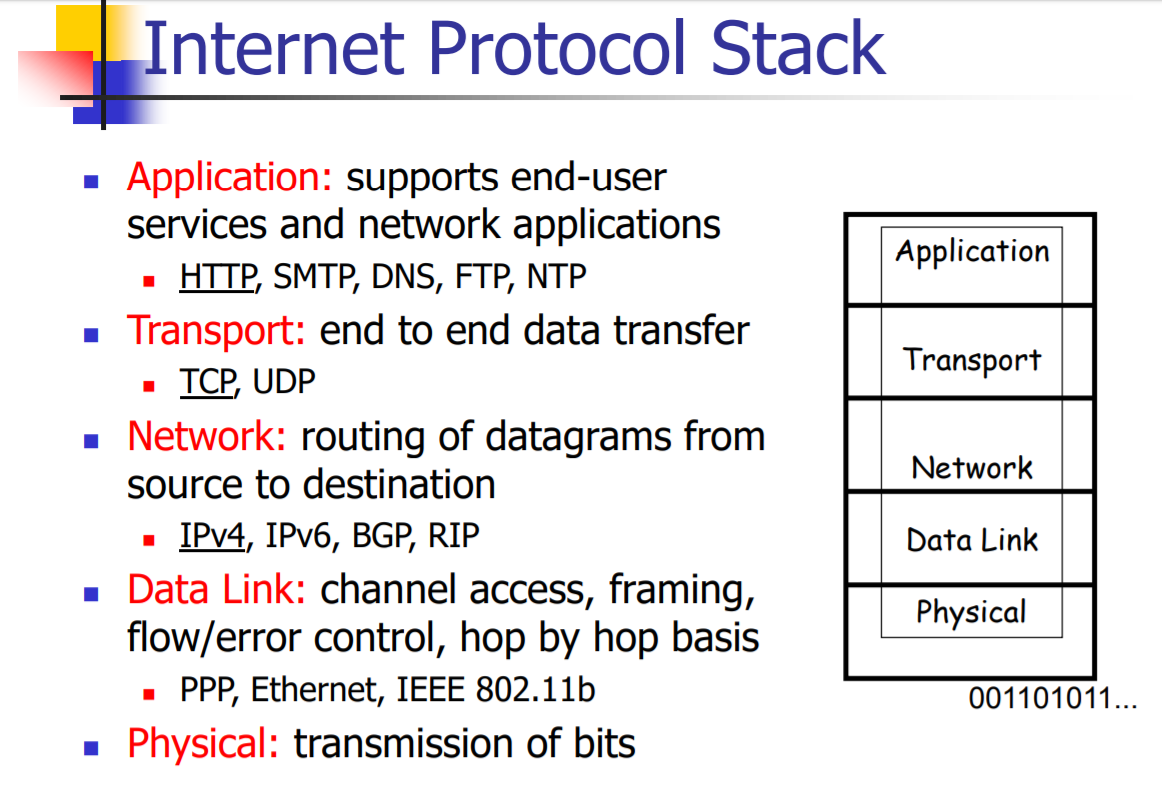 Internet Protocol Stack
Application: supports end-user
services and network applications
HTTP, SMTP, DNS, FTP, NTP
Transport: end to end data transfer
TCP, UDP
Network: routing of datagrams from
source to destination
IPv4, IPv6, BGP, RIP
Data Link: channel access, framing,
flow/error control, hop by hop basis
PPP, Ethernet, IEEE 802.11b
Physical: transmission of bits
Application
Transport
Network
Data Link
Physical
001101011...